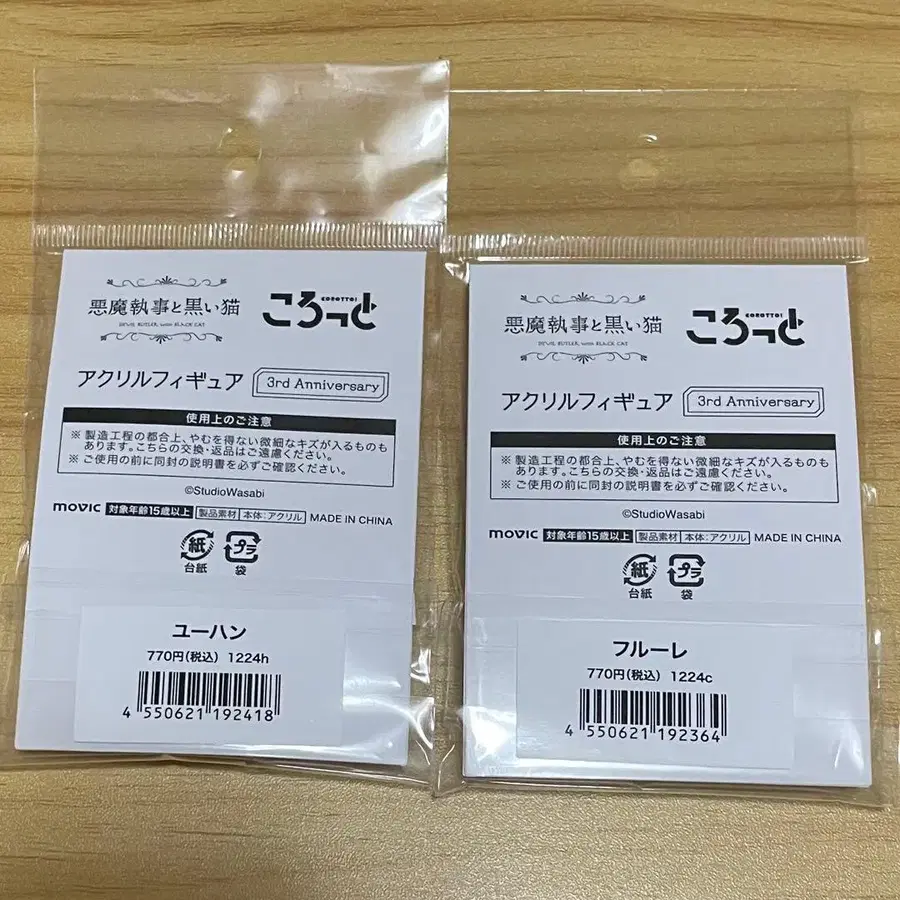 悪魔執事と黒い猫
DEVIL BUTLER with BLACK CAT
COROTTO!
ころっと
アクリルフィギュア 3rd Anniversary
使用上のご注意
※ 製造工程の都合上、やむを得ない微細なキズが入るものも
あります。こちらの交換・返品はご遠慮ください。
※ ご使用の前に同封の説明書を必ずご確認ください。
©StudioWasabi
movic 対象年齢15歳以上 製品素材 本体：アクリル MADE IN CHINA
紙 プラ
台紙 袋
ユーハン
770円(税込) 1224h
4 550621 192418
悪魔執事と黒い猫
DEVIL BUTLER with BLACK CAT
COROTTO!
ころっと
アクリルフィギュア 3rd Anniversary
使用上のご注意
※ 製造工程の都合上、やむを得ない微細なキズが入るものも
あります。こちらの交換・返品はご遠慮ください。
※ ご使用の前に同封の説明書を必ずご確認ください。
©StudioWasabi
movic 対象年齢15歳以上 製品素材 本体：アクリル MADE IN CHINA
紙 プラ
台紙 袋
フルーレ
770円(税込) 1224c
4 550621 192364